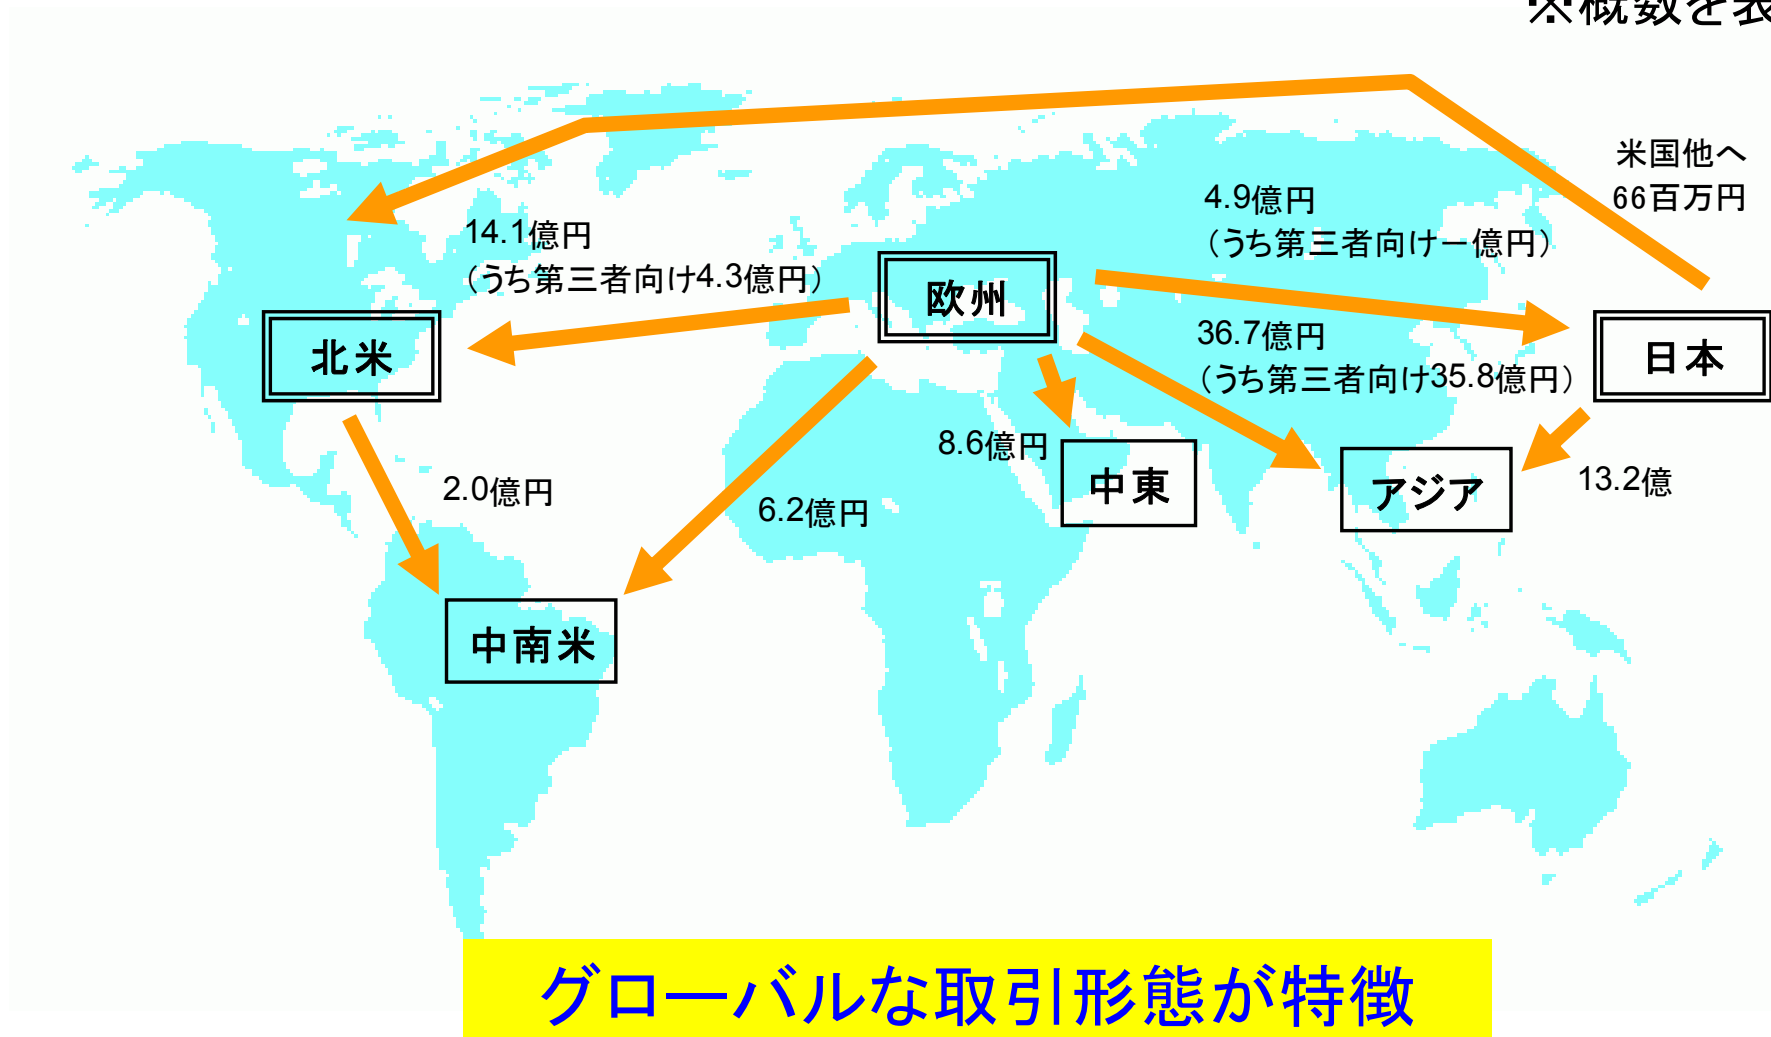 ※概数を表
米国他へ
66百万円
4.9億円
（うち第三者向けー億円）
14.1億円
（うち第三者向け4.3億円）
欧州
北米
36.7億円
（うち第三者向け35.8億円）
日本
8.6億円
中東
アジア
13.2億
2.0億円
6.2億円
中南米
グローバルな取引形態が特徴